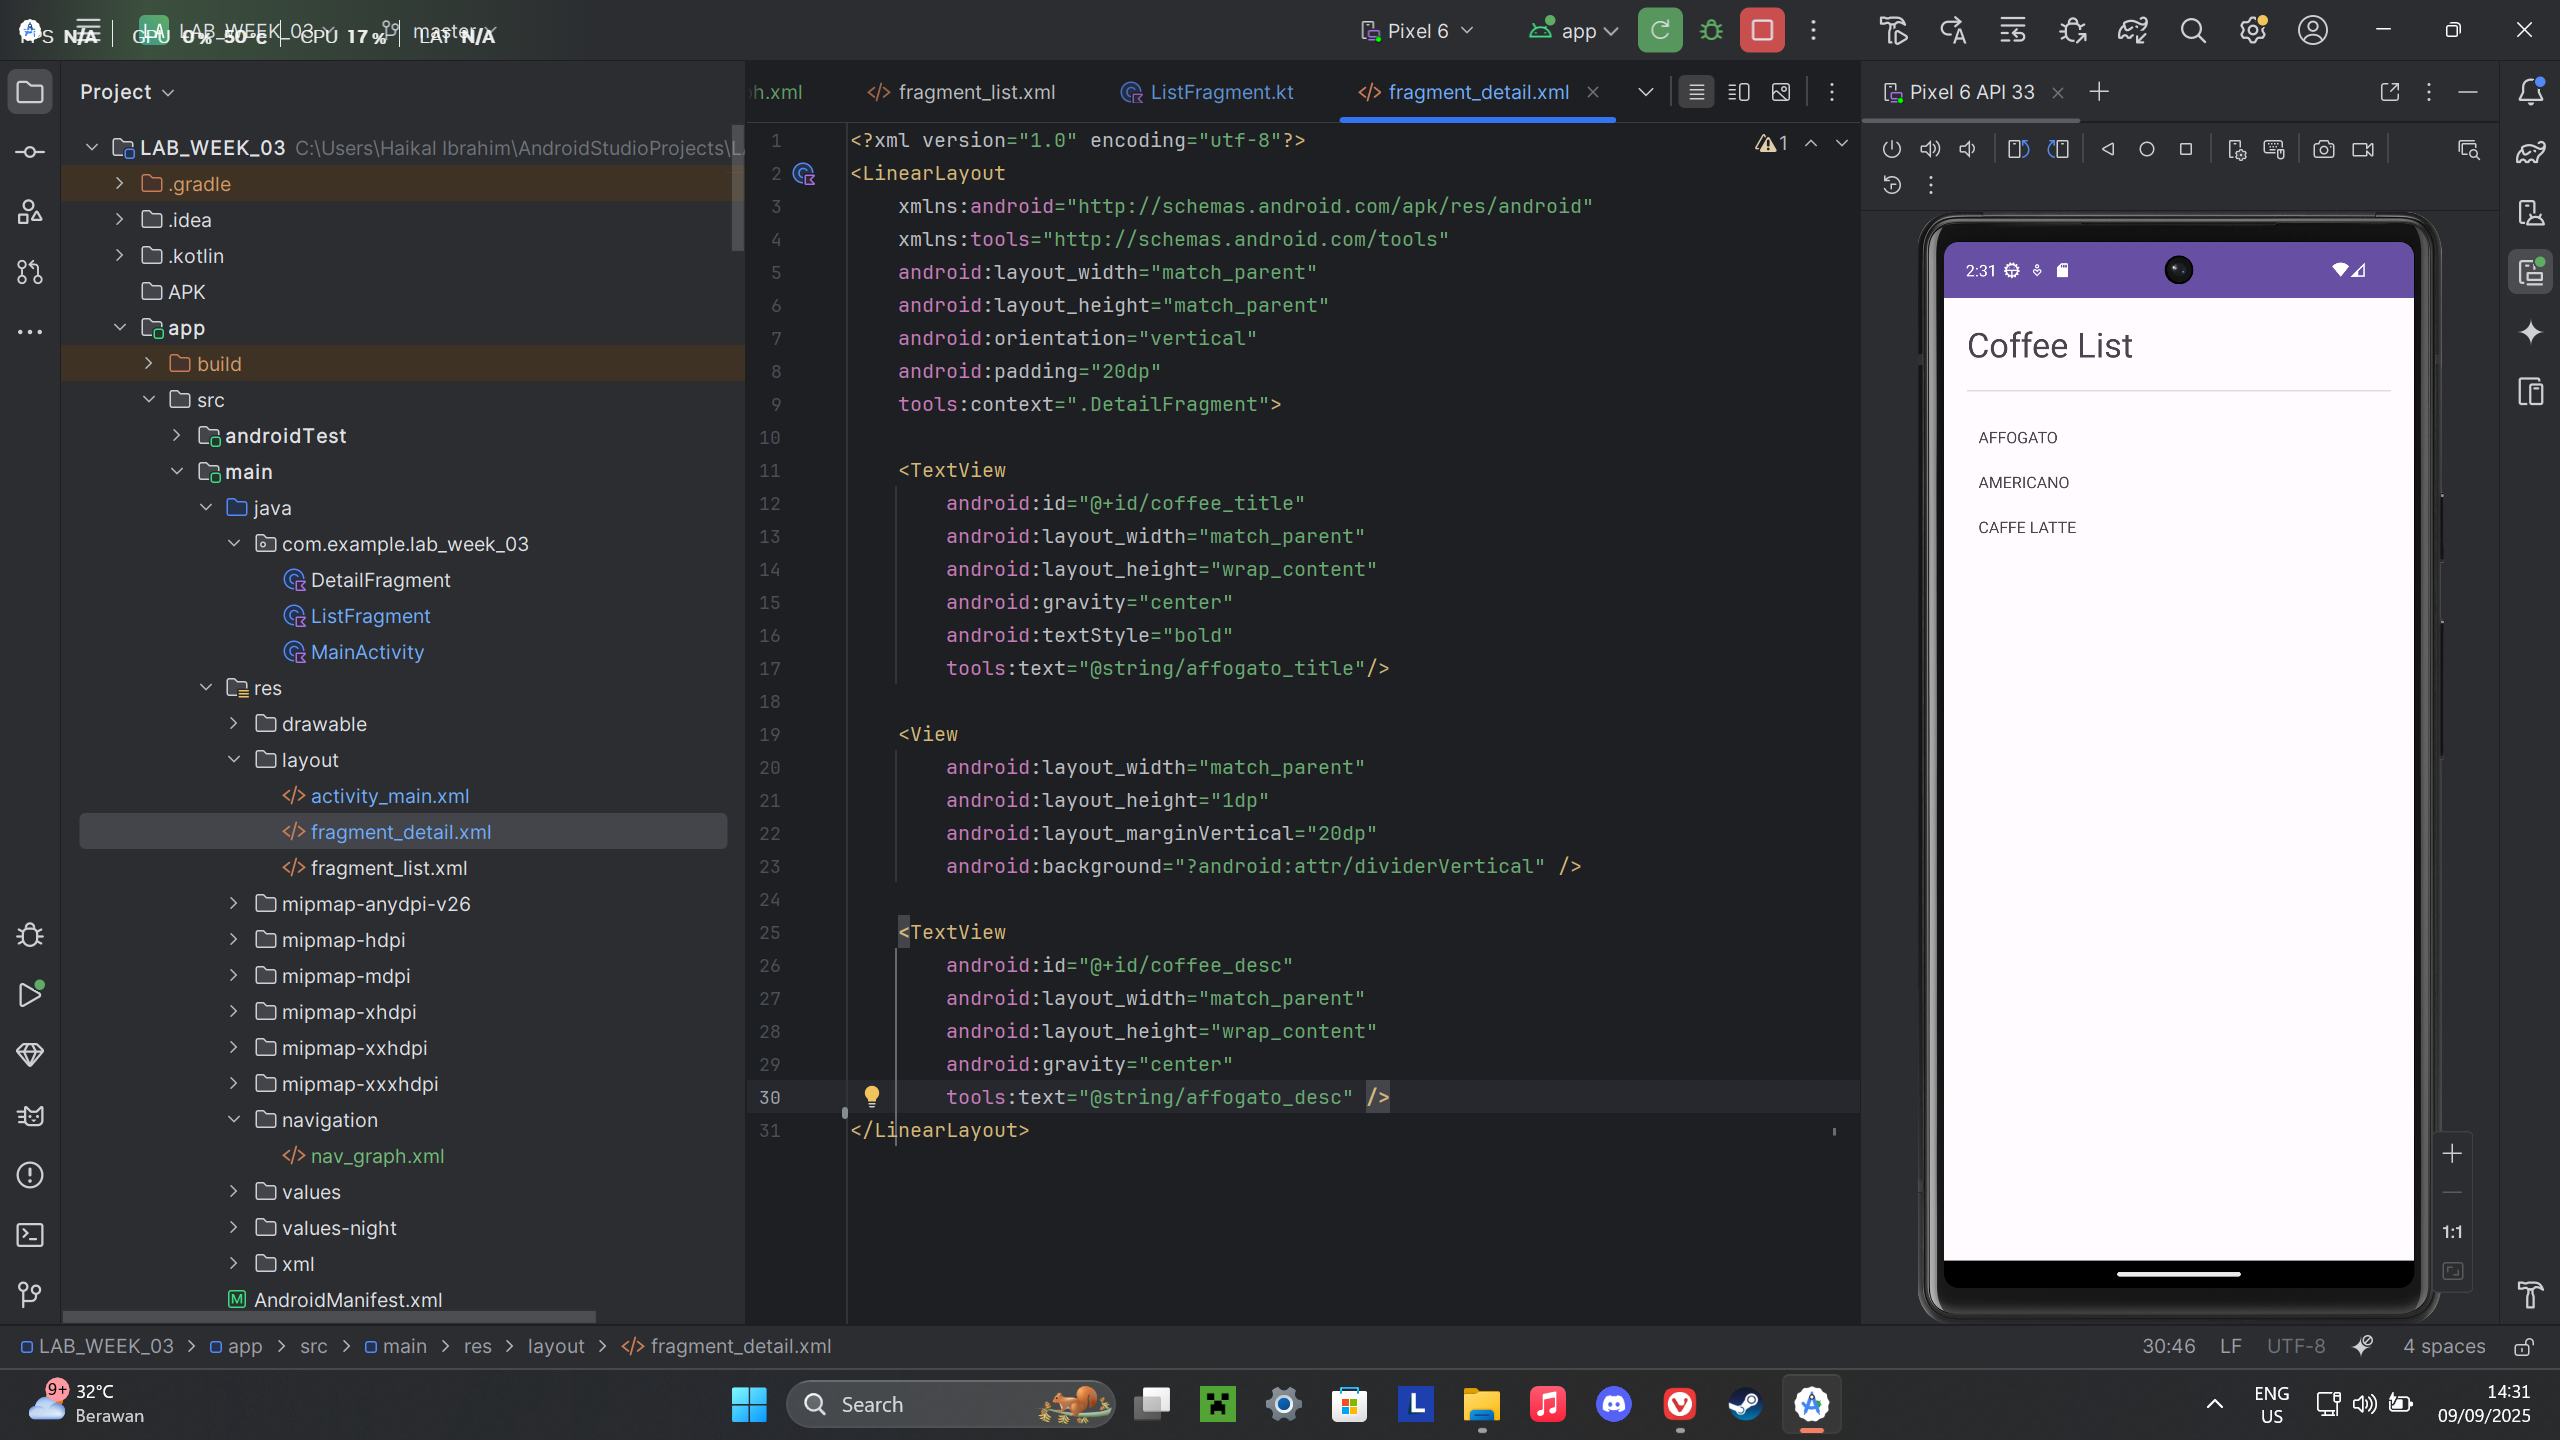 FPS N/A | GPU 0% 50°C | CPU 17% | LAT N/A
LA LAB_WEEK_03 master
Pixel 6
app
Project
h.xml
fragment_list.xml
ListFragment.kt
fragment_detail.xml
Pixel 6 API 33
LAB_WEEK_03 C:\Users\Haikal Ibrahim\AndroidStudioProjects\L
.gradle
.idea
.kotlin
APK
app
build
src
androidTest
main
java
com.example.lab_week_03
DetailFragment
ListFragment
MainActivity
res
drawable
layout
activity_main.xml
fragment_detail.xml
fragment_list.xml
mipmap-anydpi-v26
mipmap-hdpi
mipmap-mdpi
mipmap-xhdpi
mipmap-xxhdpi
mipmap-xxxhdpi
navigation
nav_graph.xml
values
values-night
xml
AndroidManifest.xml
1 <?xml version="1.0" encoding="utf-8"?>
2 <LinearLayout
3 xmlns:android="http://schemas.android.com/apk/res/android"
4 xmlns:tools="http://schemas.android.com/tools"
5 android:layout_width="match_parent"
6 android:layout_height="match_parent"
7 android:orientation="vertical"
8 android:padding="20dp"
9 tools:context=".DetailFragment">
10
11 <TextView
12 android:id="@+id/coffee_title"
13 android:layout_width="match_parent"
14 android:layout_height="wrap_content"
15 android:gravity="center"
16 android:textStyle="bold"
17 tools:text="@string/affogato_title"/>
18
19 <View
20 android:layout_width="match_parent"
21 android:layout_height="1dp"
22 android:layout_marginVertical="20dp"
23 android:background="?android:attr/dividerVertical" />
24
25 <TextView
26 android:id="@+id/coffee_desc"
27 android:layout_width="match_parent"
28 android:layout_height="wrap_content"
29 android:gravity="center"
30 tools:text="@string/affogato_desc" />
31 </LinearLayout>
1
2:31
Coffee List
AFFOGATO
AMERICANO
CAFFE LATTE
1:1
LAB_WEEK_03 > app > src > main > res > layout > fragment_detail.xml
30:46 LF UTF-8 4 spaces
9+
32°C
Berawan
Search
L
ENG
US
14:31
09/09/2025